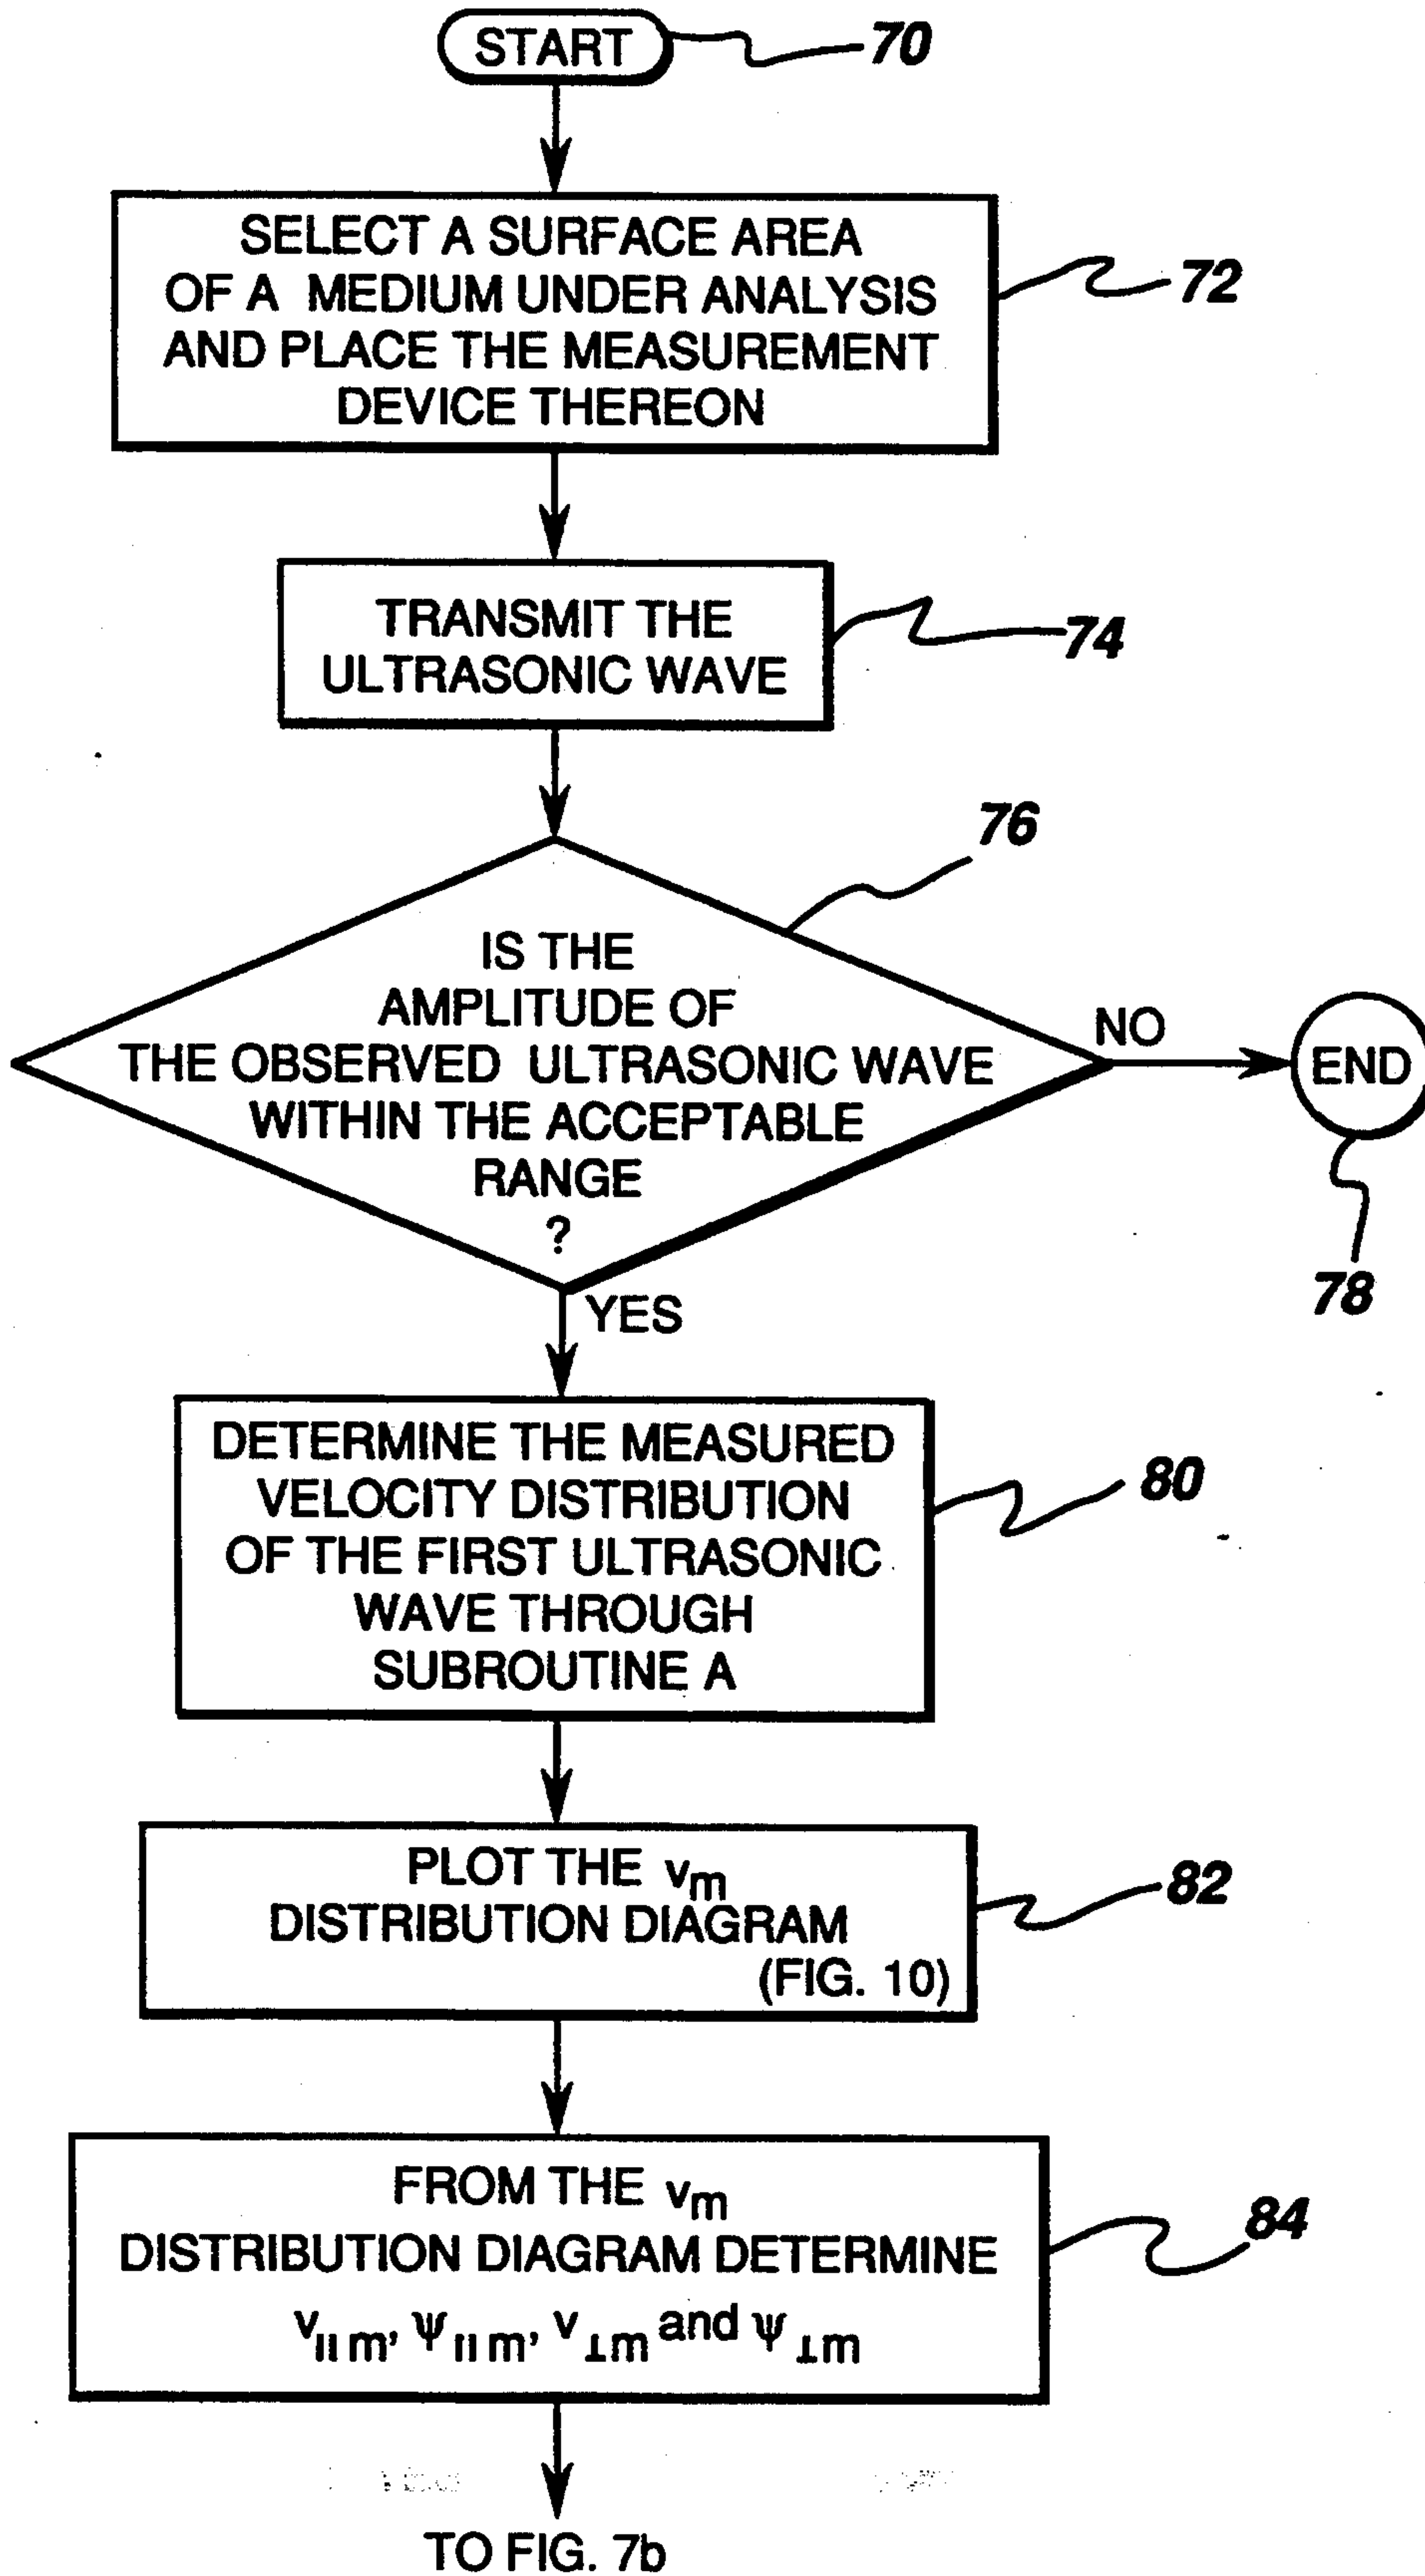 START
70
SELECT A SURFACE AREA
OF A MEDIUM UNDER ANALYSIS
AND PLACE THE MEASUREMENT
DEVICE THEREON
72
TRANSMIT THE
ULTRASONIC WAVE
74
76
IS THE
AMPLITUDE OF
THE OBSERVED ULTRASONIC WAVE
WITHIN THE ACCEPTABLE
RANGE
?
NO
END
78
YES
DETERMINE THE MEASURED
VELOCITY DISTRIBUTION
OF THE FIRST ULTRASONIC
WAVE THROUGH
SUBROUTINE A
80
PLOT THE vm
DISTRIBUTION DIAGRAM
(FIG. 10)
82
FROM THE vm
DISTRIBUTION DIAGRAM DETERMINE
v||m, ψ||m, v⊥m and ψ⊥m
84
TO FIG. 7b